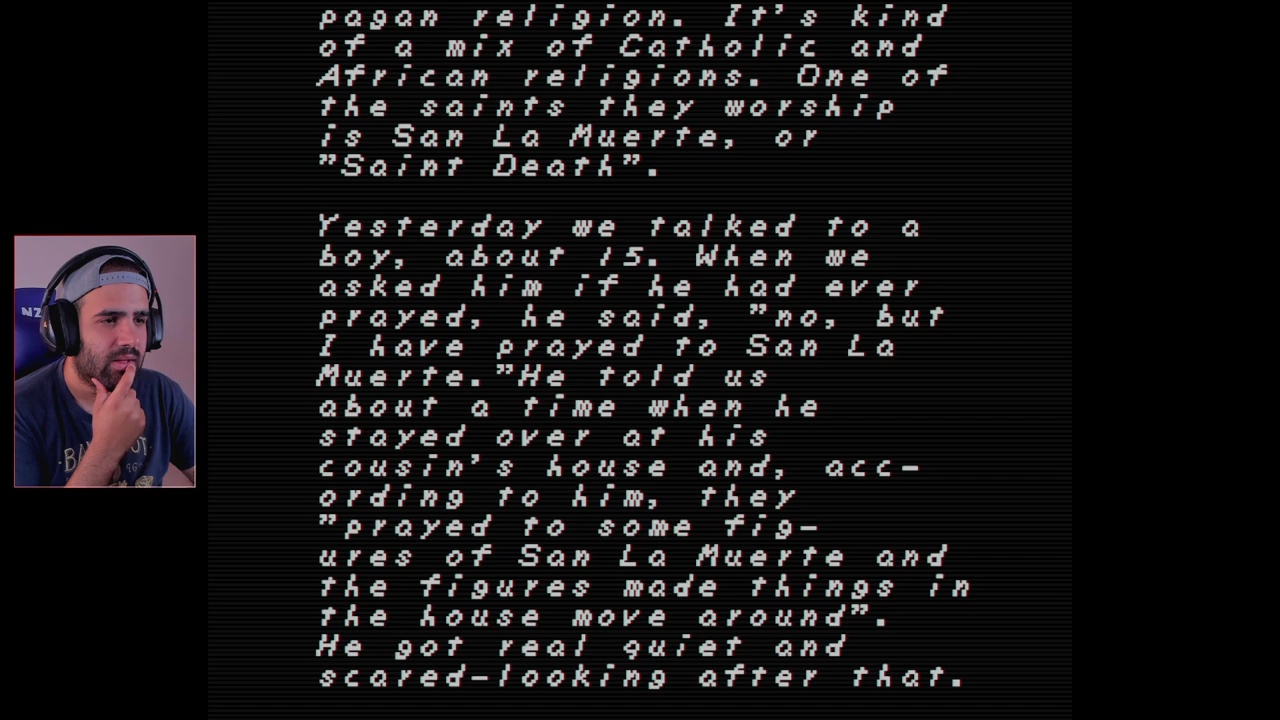 pagan religion. It's kind
of a mix of Catholic and
African religions. One of
the saints they worship
is San La Muerte, or
"Saint Death".
Yesterday we talked to a
boy, about 15. When we
asked him if he had ever
prayed, he said, "no, but
I have prayed to San La
Muerte."He told us
about a time when he
stayed over at his
cousin's house and, acc-
ording to him, they
"prayed to some fig-
ures of San La Muerte and
the figures made things in
the house move around".
He got real quiet and
scared-looking after that.
NZ